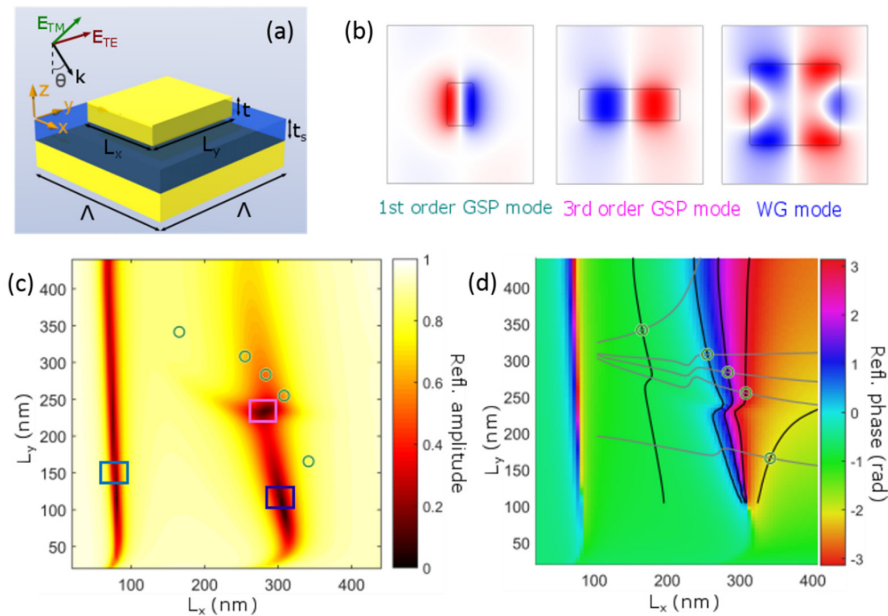 (a)
E_TM
E_TE
k
θ
z
y
x
t
t_s
L_x
L_y
Λ
Λ
(b)
1st order GSP mode
3rd order GSP mode
WG mode
(c)
400
350
300
250
200
150
100
50
L_y (nm)
100
200
300
400
L_x (nm)
1
0.8
0.6
0.4
0.2
0
Refl. amplitude
(d)
400
350
300
250
200
150
100
50
L_y (nm)
100
200
300
400
L_x (nm)
3
2
1
0
-1
-2
-3
Refl. phase (rad)